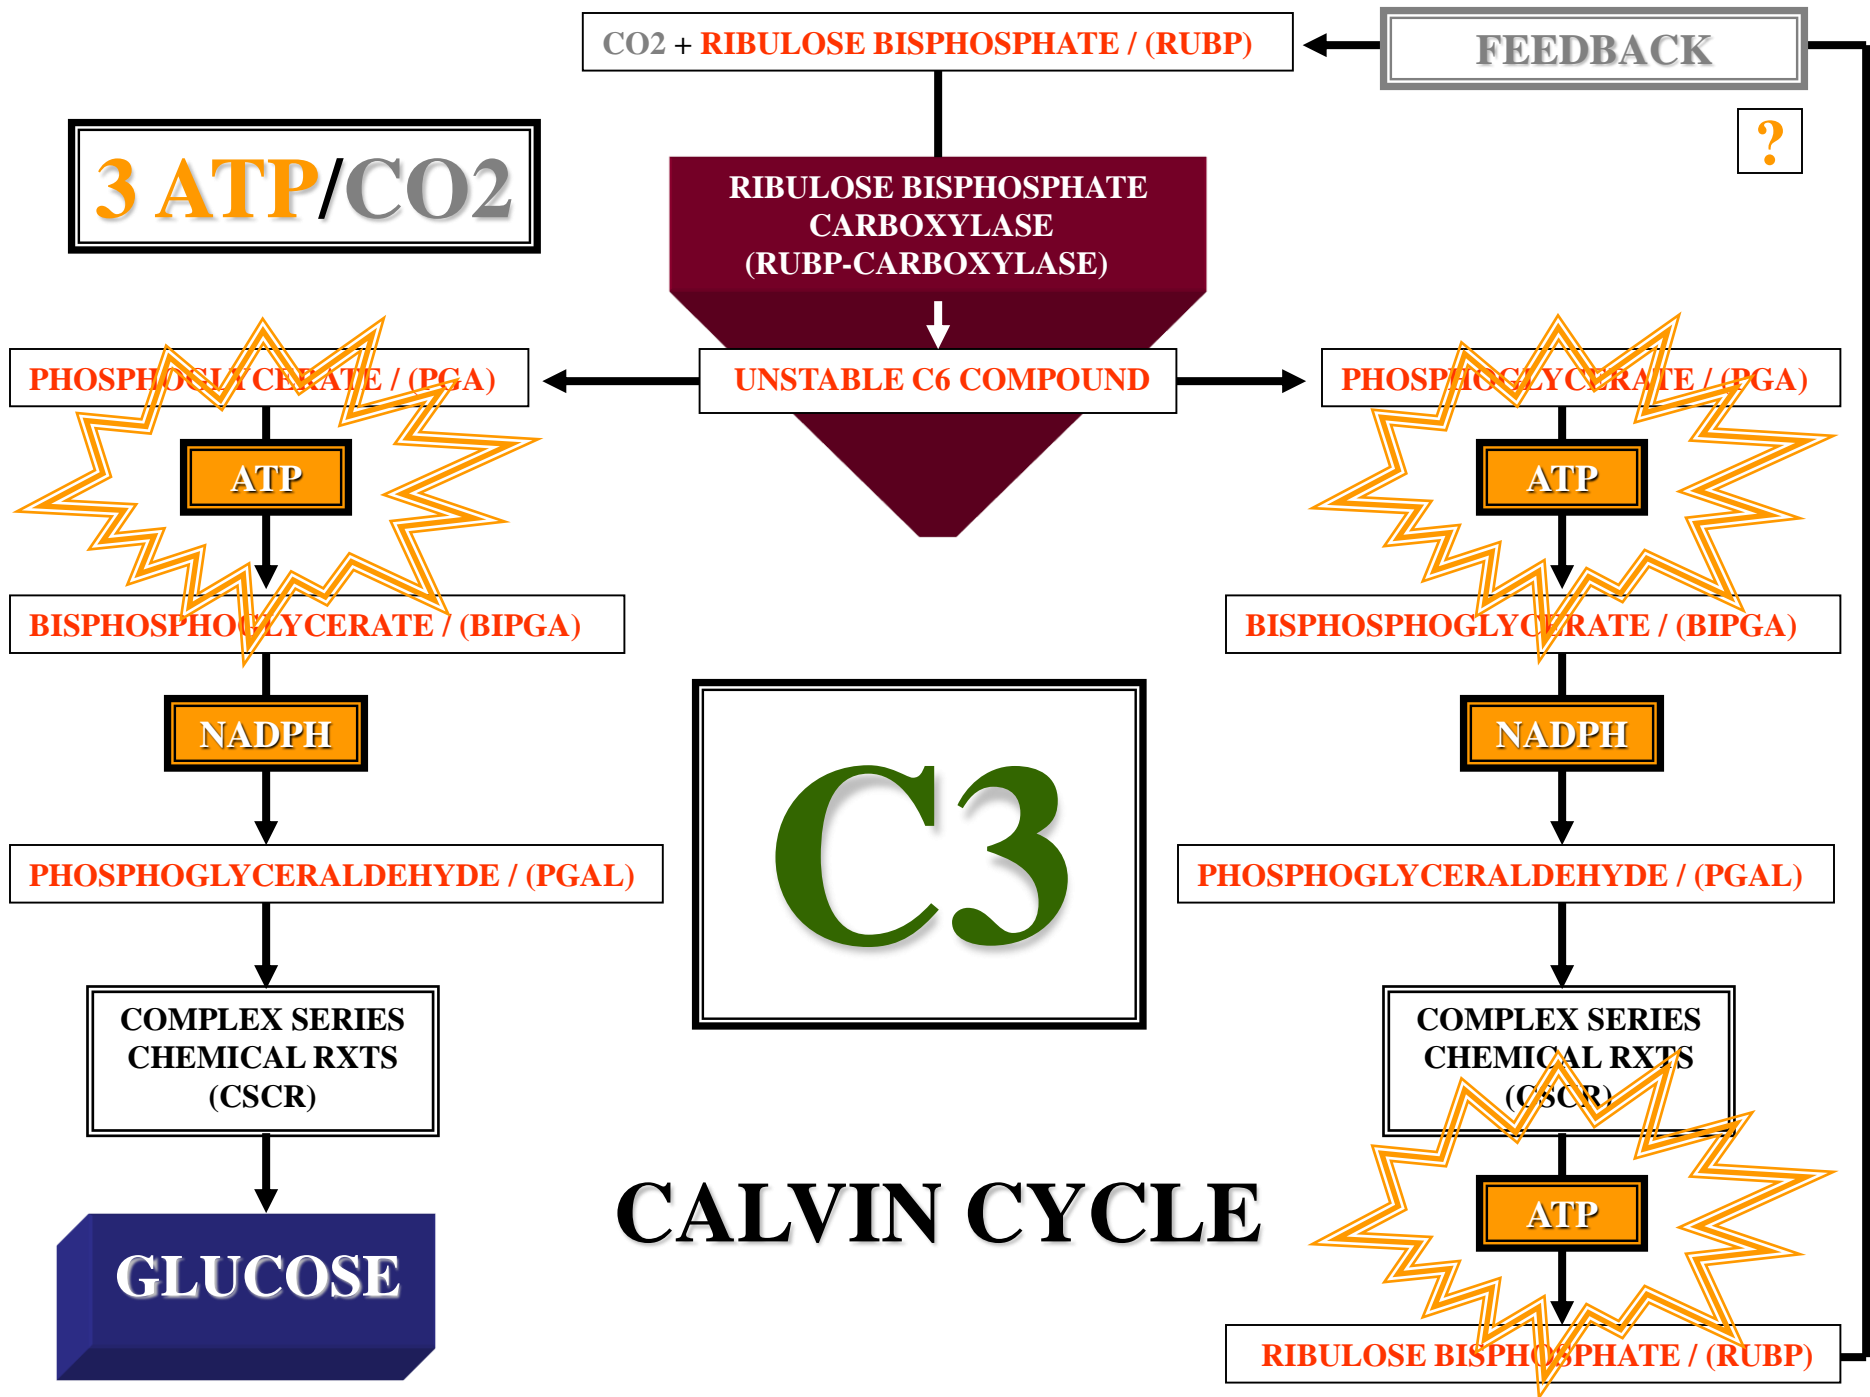 CO2 + RIBULOSE BISPHOSPHATE / (RUBP)
FEEDBACK
?
3 ATP/CO2
RIBULOSE BISPHOSPHATE
CARBOXYLASE
(RUBP-CARBOXYLASE)
PHOSPHOGLYCERATE / (PGA)
UNSTABLE C6 COMPOUND
PHOSPHOGLYCERATE / (PGA)
ATP
ATP
BISPHOSPHOGLYCERATE / (BIPGA)
BISPHOSPHOGLYCERATE / (BIPGA)
NADPH
NADPH
C3
PHOSPHOGLYCERALDEHYDE / (PGAL)
PHOSPHOGLYCERALDEHYDE / (PGAL)
COMPLEX SERIES
CHEMICAL RXTS
(CSCR)
COMPLEX SERIES
CHEMICAL RXTS
(CSCR)
CALVIN CYCLE
ATP
GLUCOSE
RIBULOSE BISPHOSPHATE / (RUBP)